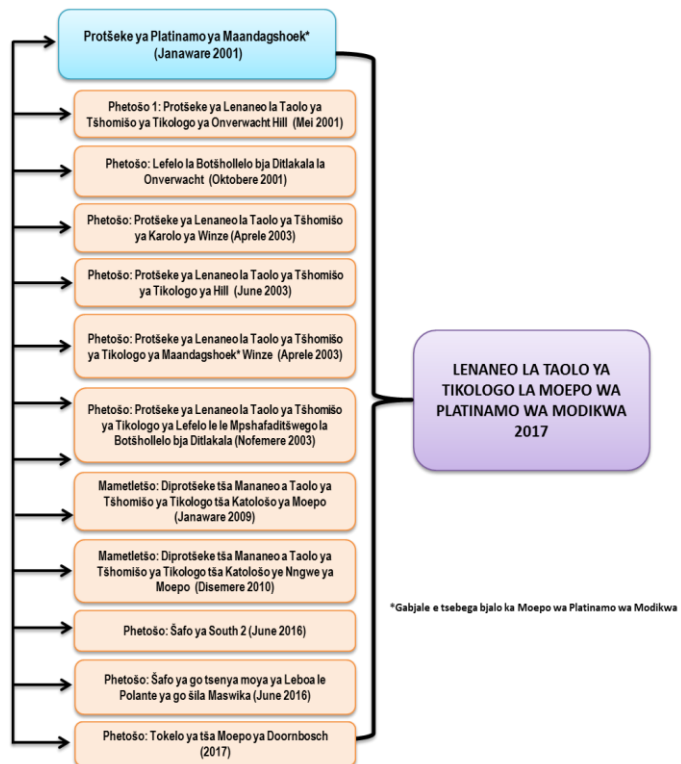 Protšeke ya Platinamo ya Maandagshoek*
(Janaware 2001)
Phetošo 1: Protšeke ya Lenaneo la Taolo ya
Tšhomišo ya Tikologo ya Onverwacht Hill (Mei 2001)
Phetošo: Lefelo la Botšhollelo bja Ditlakala la
Onverwacht (Oktobere 2001)
Phetošo: Protšeke ya Lenaneo la Taolo ya Tšhomišo
ya Karolo ya Winze (Aprele 2003)
Phetošo: Protšeke ya Lenaneo la Taolo ya Tšhomišo
ya Tikologo ya Hill (June 2003)
Phetošo: Protšeke ya Lenaneo la Taolo ya Tšhomišo
ya Tikologo ya Maandagshoek* Winze (Aprele 2003)
Phetošo: Protšeke ya Lenaneo la Taolo ya Tšhomišo
ya Tikologo ya Lefelo le le Mpshafaditšwego la
Botšhollelo bja Ditlakala (Nofemere 2003)
Mametletšo: Diprotšeke tša Mananeo a Taolo ya
Tšhomišo ya Tikologo tša Katološo ya Moepo
(Janaware 2009)
Mametletšo: Diprotšeke tša Mananeo a Taolo ya
Tšhomišo ya Tikologo tša Katološo ye Nngwe ya
Moepo (Disemere 2010)
Phetošo: Šafo ya South 2 (June 2016)
Phetošo: Šafo ya go tsenya moya ya Leboa le
Polante ya go šila Maswika (June 2016)
Phetošo: Tokelo ya tša Moepo ya Doornbosch
(2017)
LENANEO LA TAOLO YA
TIKOLOGO LA MOEPO WA
PLATINAMO WA MODIKWA
2017
*Gabjale e tsebega bjalo ka Moepo wa Platinamo wa Modikwa